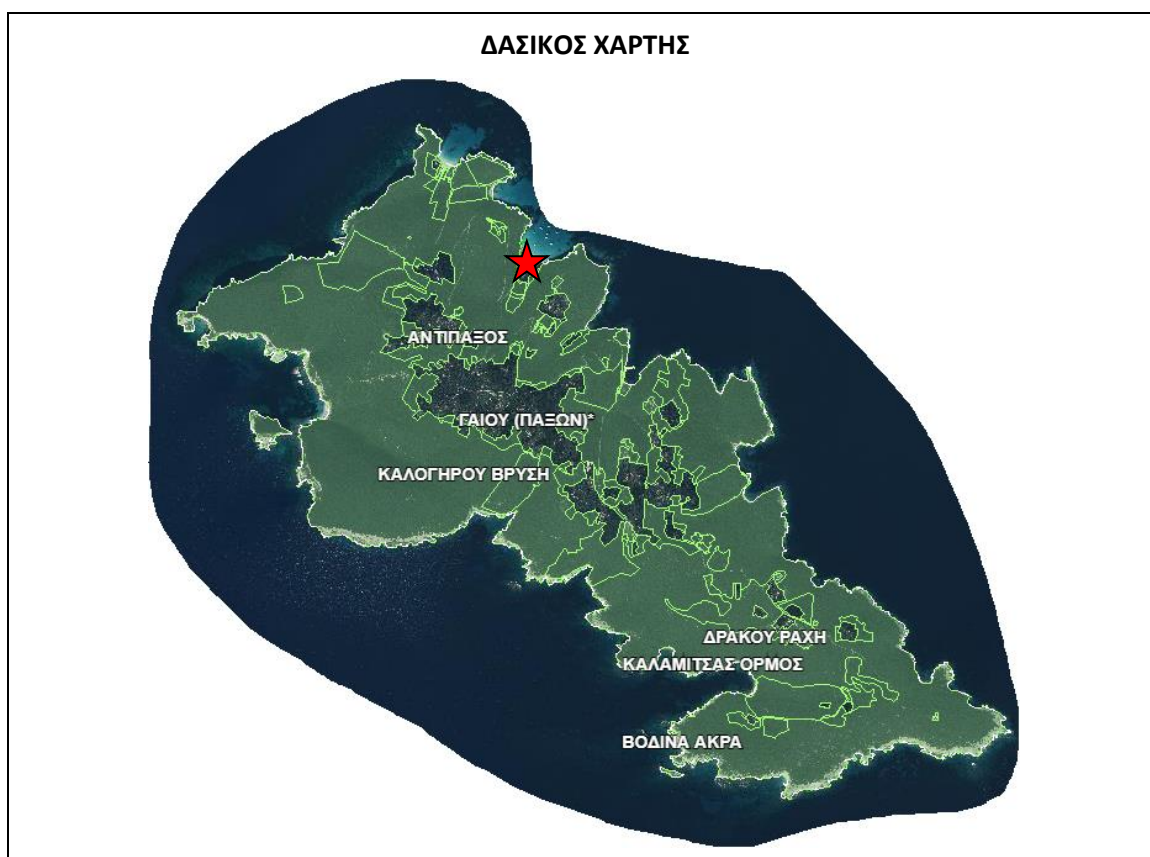 ΔΑΣΙΚΟΣ ΧΑΡΤΗΣ
ΑΝΤΙΠΑΞΟΣ
ΓΑΙΟΥ (ΠΑΞΩΝ)*
ΚΑΛΟΓΗΡΟΥ ΒΡΥΣΗ
ΔΡΑΚΟΥ ΡΑΧΗ
ΚΑΛΑΜΙΤΣΑΣ ΟΡΜΟΣ
ΒΟΔΙΝΑ ΑΚΡΑ